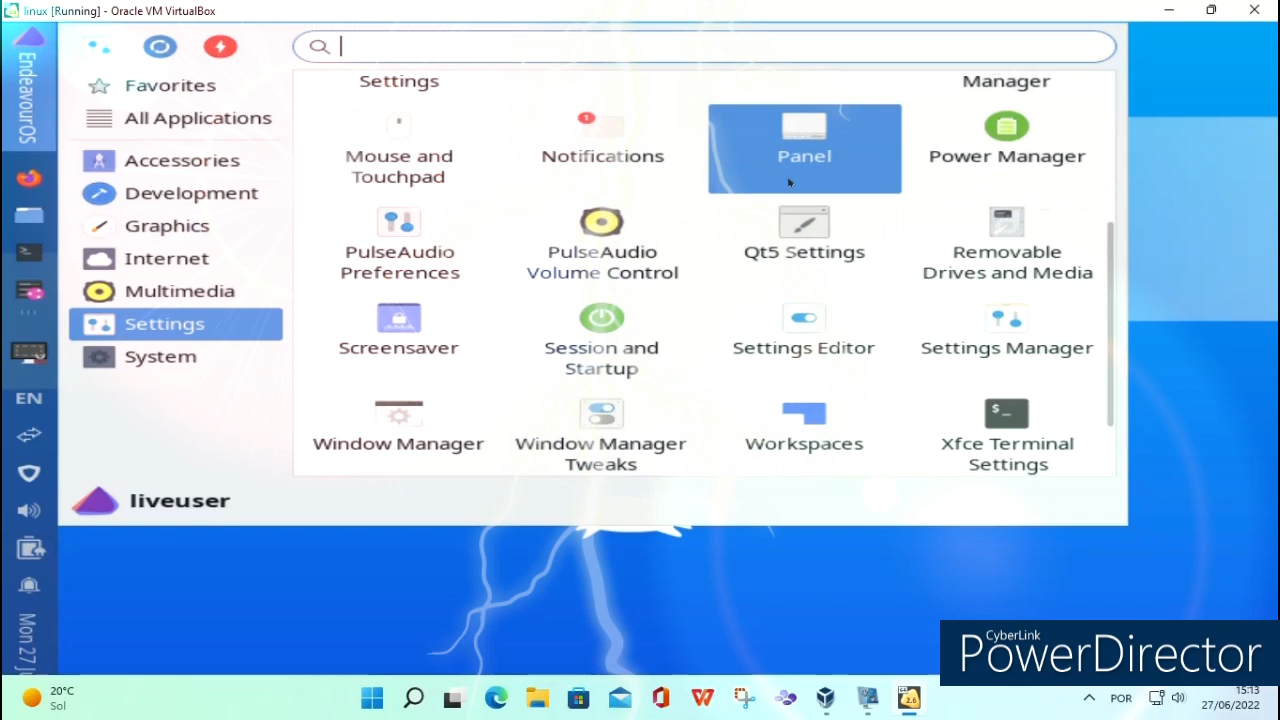 linux [Running] - Oracle VM VirtualBox
EndeavourOS
Favorites
All Applications
Accessories
Development
Graphics
Internet
Multimedia
Settings
System
Settings
Manager
Mouse and
Touchpad
1
Notifications
Panel
Power Manager
PulseAudio
Preferences
PulseAudio
Volume Control
Qt5 Settings
Removable
Drives and Media
Screensaver
Session and
Startup
Settings Editor
Settings Manager
Window Manager
Window Manager
Tweaks
Workspaces
$_
Xfce Terminal
Settings
liveuser
EN
Mon 27
CyberLink
PowerDirector
20°C
Sol
POR
15:13
27/06/2022